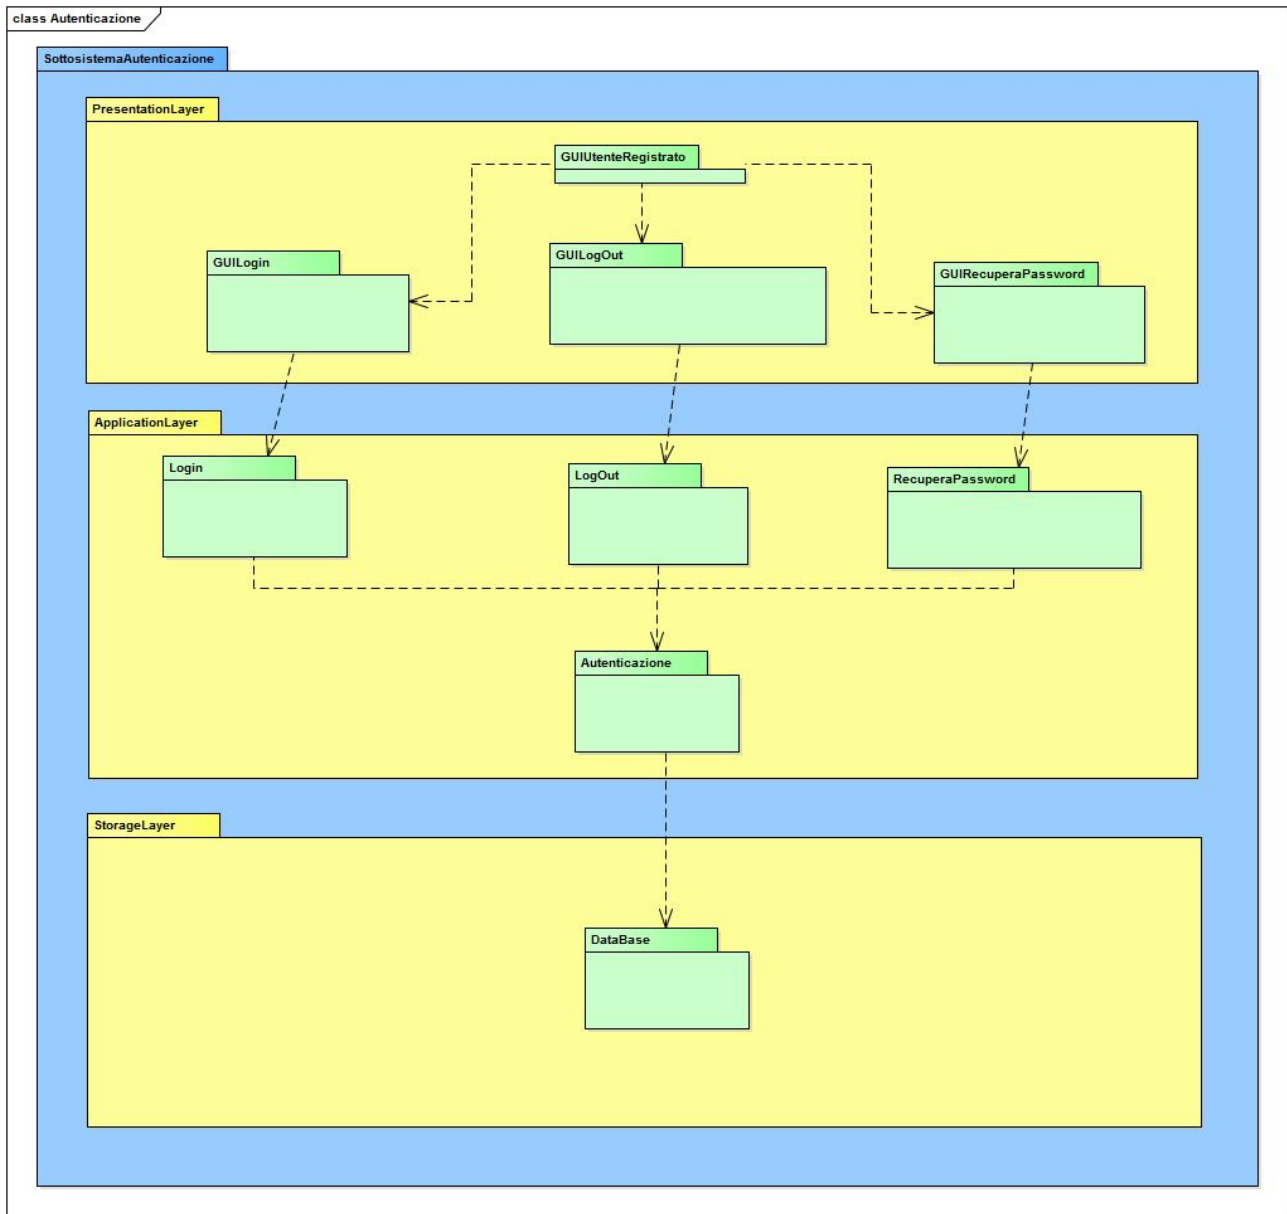 class Autenticazione
SottosistemaAutenticazione
PresentationLayer
GUIUtenteRegistrato
GUILogin
GUILogOut
GUIRecuperaPassword
ApplicationLayer
Login
LogOut
RecuperaPassword
Autenticazione
StorageLayer
DataBase